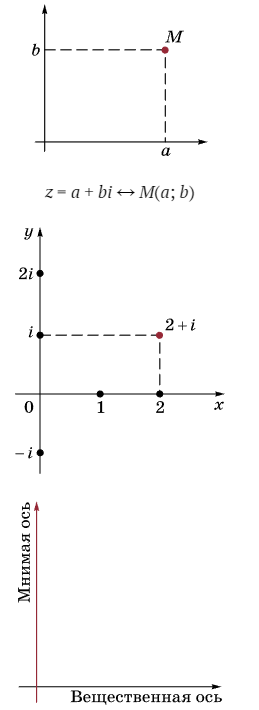 M
b
a
z = a + bi ↔ M(a; b)
y
2i
i
2 + i
0
1
2
x
−i
Мнимая ось
Вещественная ось